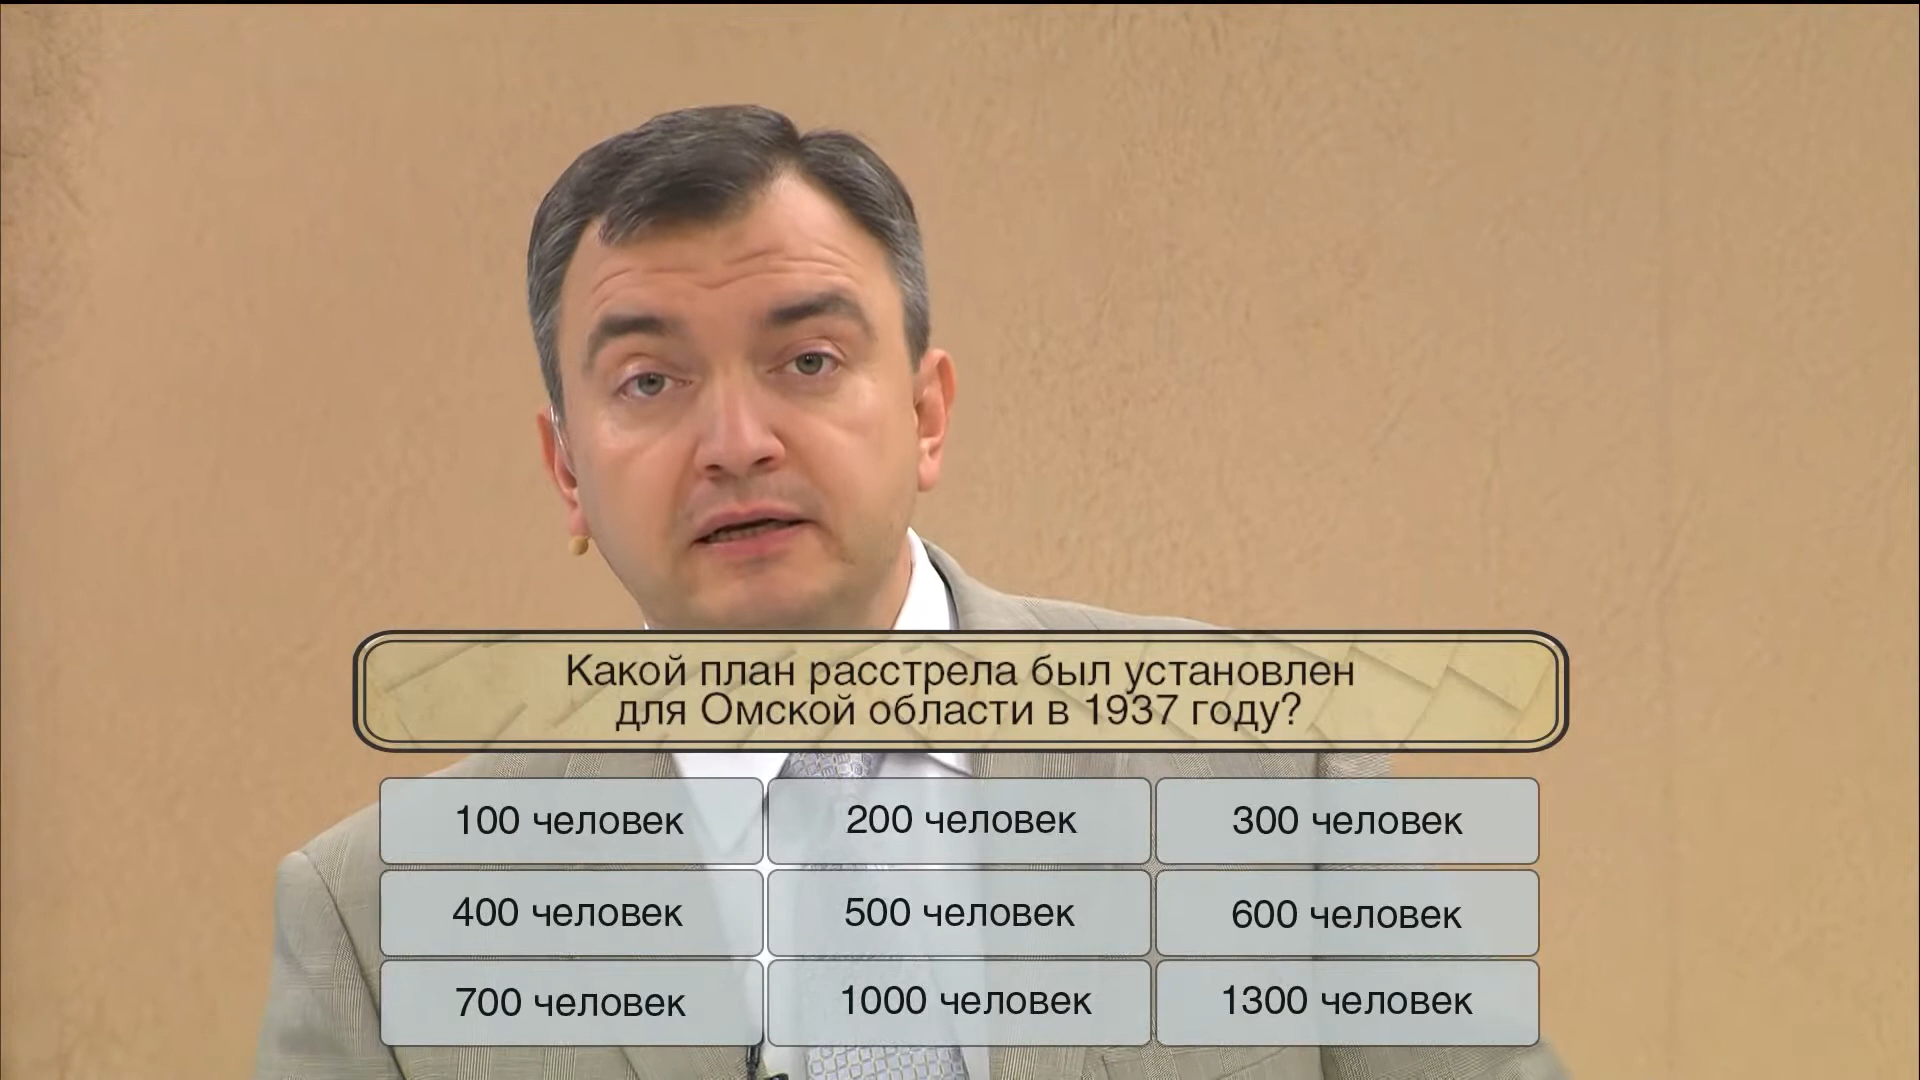 Какой план расстрела был установлен
для Омской области в 1937 году?
100 человек
200 человек
300 человек
400 человек
500 человек
600 человек
700 человек
1000 человек
1300 человек